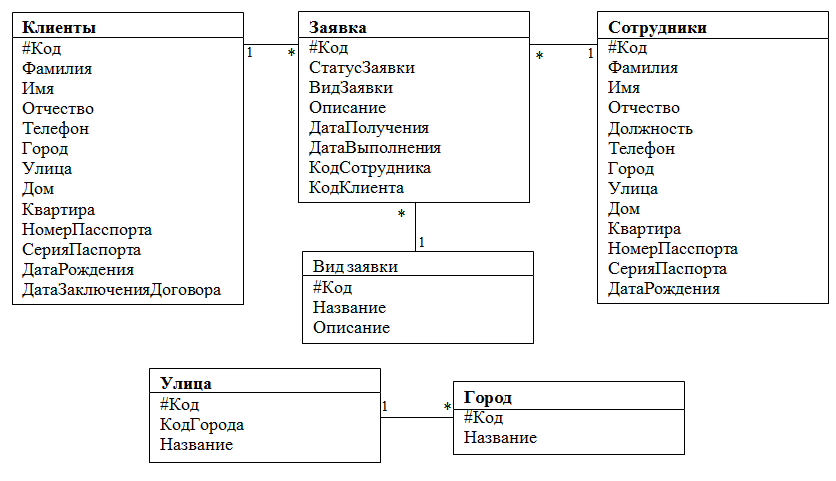 Клиенты
#Код
Фамилия
Имя
Отчество
Телефон
Город
Улица
Дом
Квартира
НомерПасспорта
СерияПаспорта
ДатаРождения
ДатаЗаключенияДоговора
1
*
Заявка
#Код
СтатусЗаявки
ВидЗаявки
Описание
ДатаПолучения
ДатаВыполнения
КодСотрудника
КодКлиента
*
1
Сотрудники
#Код
Фамилия
Имя
Отчество
Должность
Телефон
Город
Улица
Дом
Квартира
НомерПасспорта
СерияПаспорта
ДатаРождения
*
1
Вид заявки
#Код
Название
Описание
Улица
#Код
КодГорода
Название
1
*
Город
#Код
Название